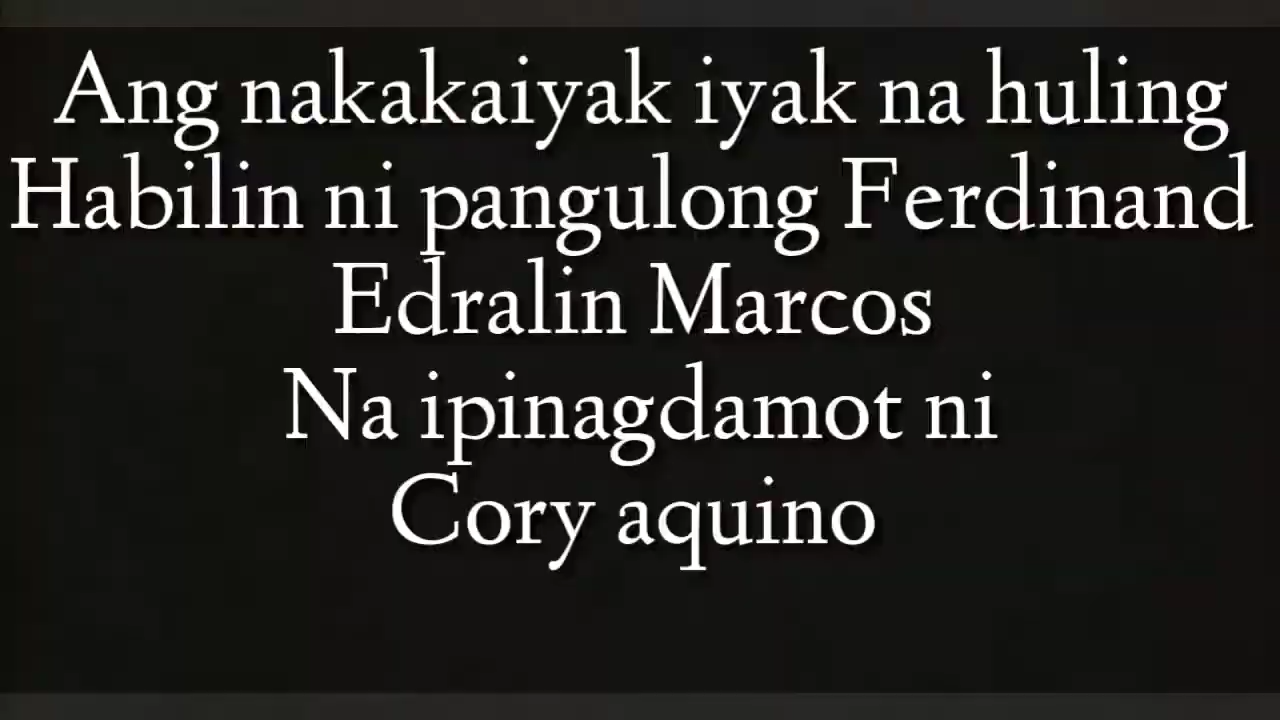 Ang nakakaiyak iyak na huling
Habilin ni pangulong Ferdinand
Edralin Marcos
Na ipinagdamot ni
Cory aquino